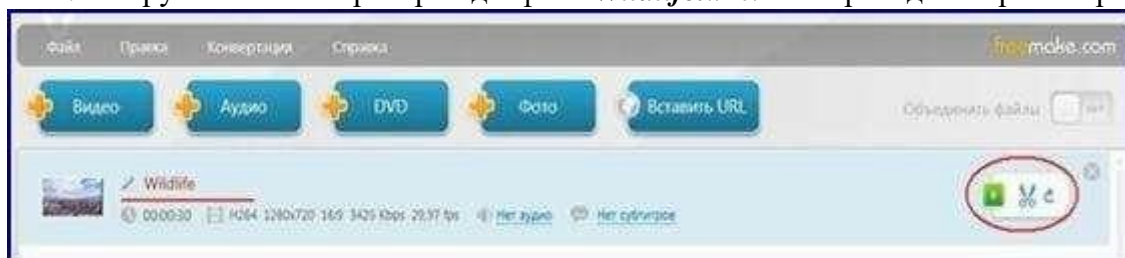 Файл Правка Конвертация Справка freemake.com
Видео Аудио DVD Фото Вставить URL Объединить файлы
Wildlife
00:00:30 H264 1280x720 16:9 3425 Kbps 29,97 fps Нет аудио Нет субтитров